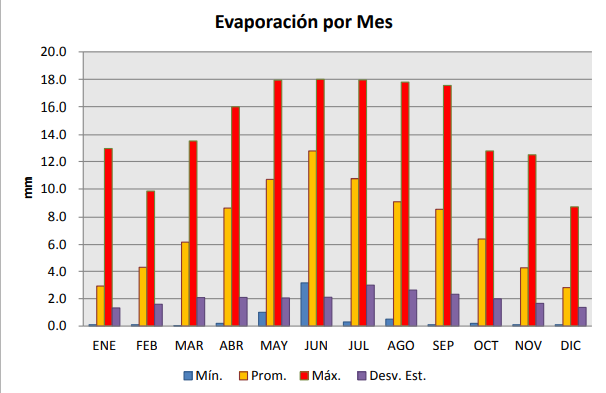 Evaporación por Mes
20.0
18.0
16.0
14.0
12.0
10.0
8.0
6.0
4.0
2.0
0.0
mm
ENE FEB MAR ABR MAY JUN JUL AGO SEP OCT NOV DIC
Mín. Prom. Máx. Desv. Est.